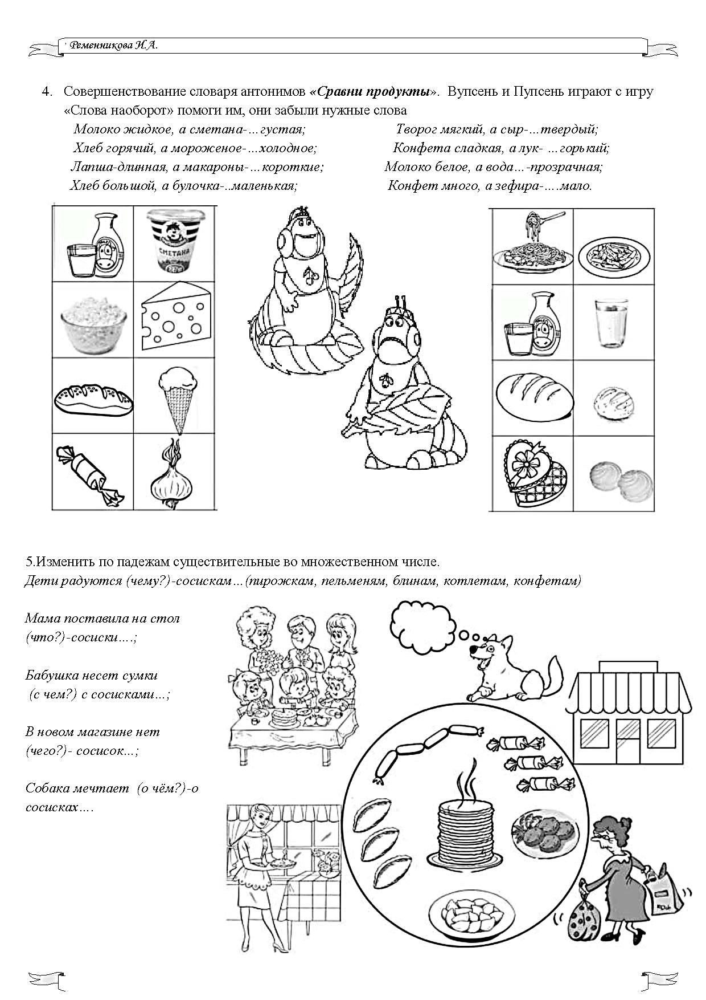 ' Ременникова И.А.
4. Совершенствование словаря антонимов «Сравни продукты». Вупсень и Пупсень играют с игру
«Слова наоборот» помоги им, они забыли нужные слова
Молоко жидкое, а сметана-…густая; Творог мягкий, а сыр-…твердый;
Хлеб горячий, а мороженое-…холодное; Конфета сладкая, а лук- …горький;
Лапша-длинная, а макароны-…короткие; Молоко белое, а вода…-прозрачная;
Хлеб большой, а булочка-..маленькая; Конфет много, а зефира-….мало.
СМЕТАНА
5.Изменить по падежам существительные во множественном числе.
Дети радуются (чему?)-сосискам…(пирожкам, пельменям, блинам, котлетам, конфетам)
Мама поставила на стол
(что?)-сосиски….;
Бабушка несет сумки
(с чем?) с сосисками…;
В новом магазине нет
(чего?)- сосисок...;
Собака мечтает (о чём?)-о
сосисках….